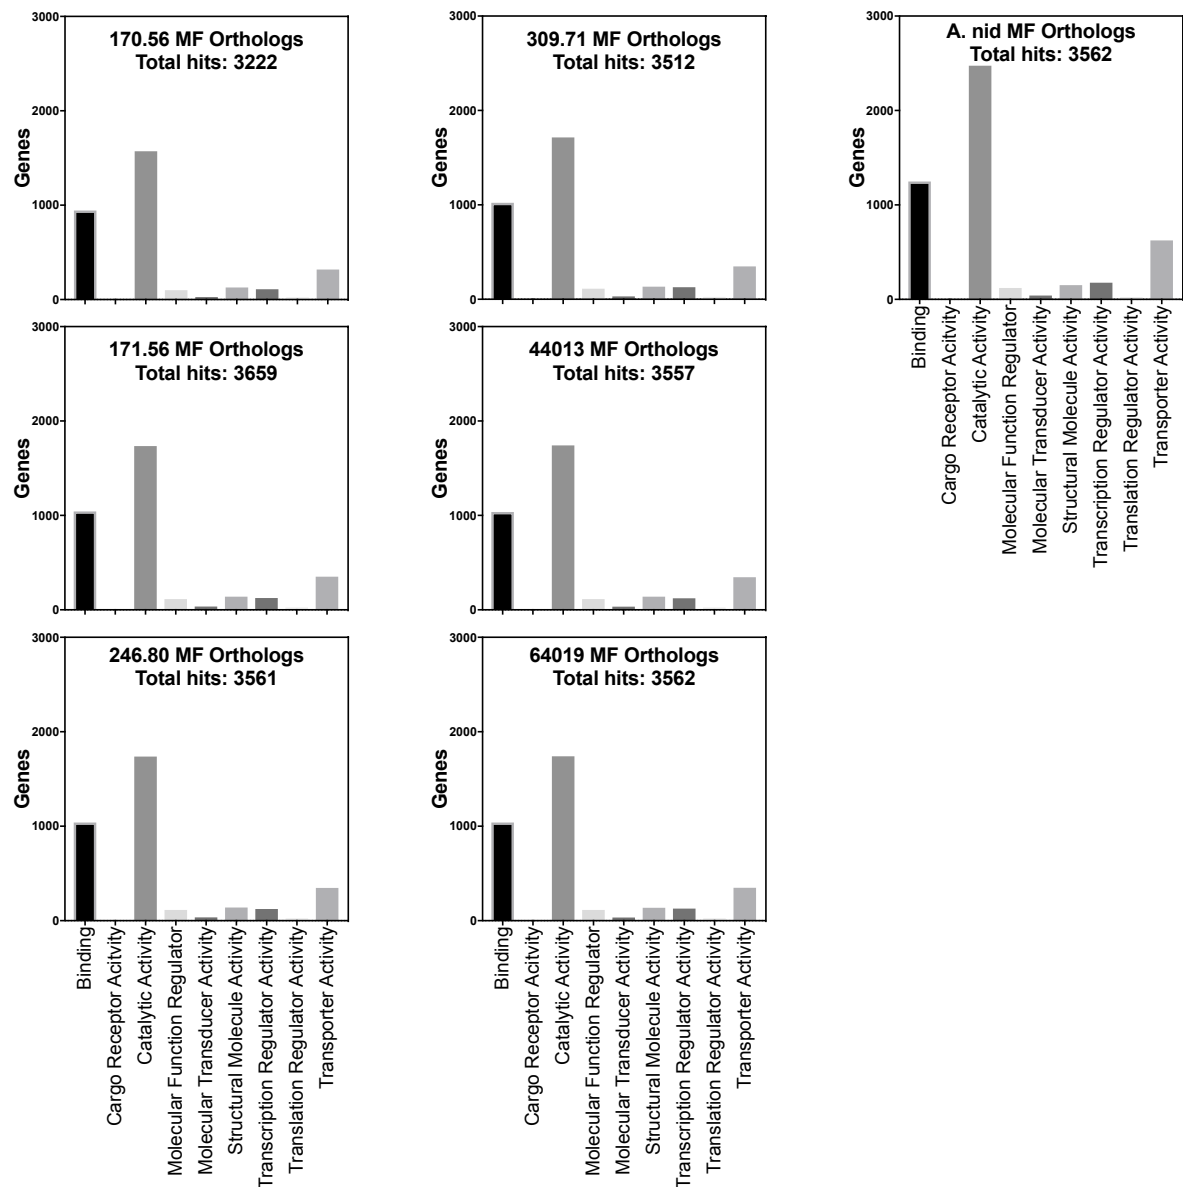 170.56 MF Orthologs
Total hits: 3222
3000
2000
1000
0
Genes
309.71 MF Orthologs
Total hits: 3512
3000
2000
1000
0
Genes
A. nid MF Orthologs
Total hits: 3562
3000
2000
1000
0
Genes
Binding
Cargo Receptor Acitvity
Catalytic Activity
Molecular Function Regulator
Molecular Transducer Activity
Structural Molecule Activity
Transcription Regulator Activity
Translation Regulator Activity
Transporter Activity
171.56 MF Orthologs
Total hits: 3659
3000
2000
1000
0
Genes
44013 MF Orthologs
Total hits: 3557
3000
2000
1000
0
Genes
246.80 MF Orthologs
Total hits: 3561
3000
2000
1000
0
Genes
Binding
Cargo Receptor Acitvity
Catalytic Activity
Molecular Function Regulator
Molecular Transducer Activity
Structural Molecule Activity
Transcription Regulator Activity
Translation Regulator Activity
Transporter Activity
64019 MF Orthologs
Total hits: 3562
3000
2000
1000
0
Genes
Binding
Cargo Receptor Acitvity
Catalytic Activity
Molecular Function Regulator
Molecular Transducer Activity
Structural Molecule Activity
Transcription Regulator Activity
Translation Regulator Activity
Transporter Activity